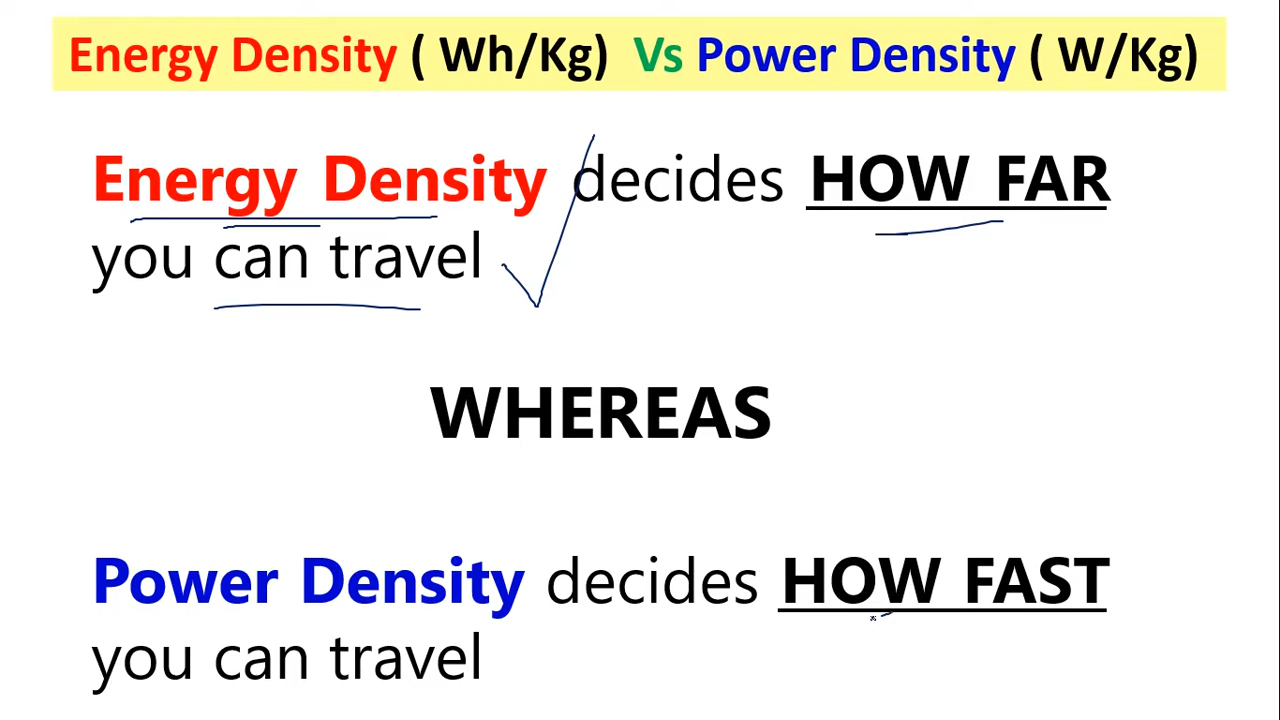 Energy Density ( Wh/Kg) Vs Power Density ( W/Kg)
Energy Density decides HOW FAR
you can travel
WHEREAS
Power Density decides HOW FAST
you can travel